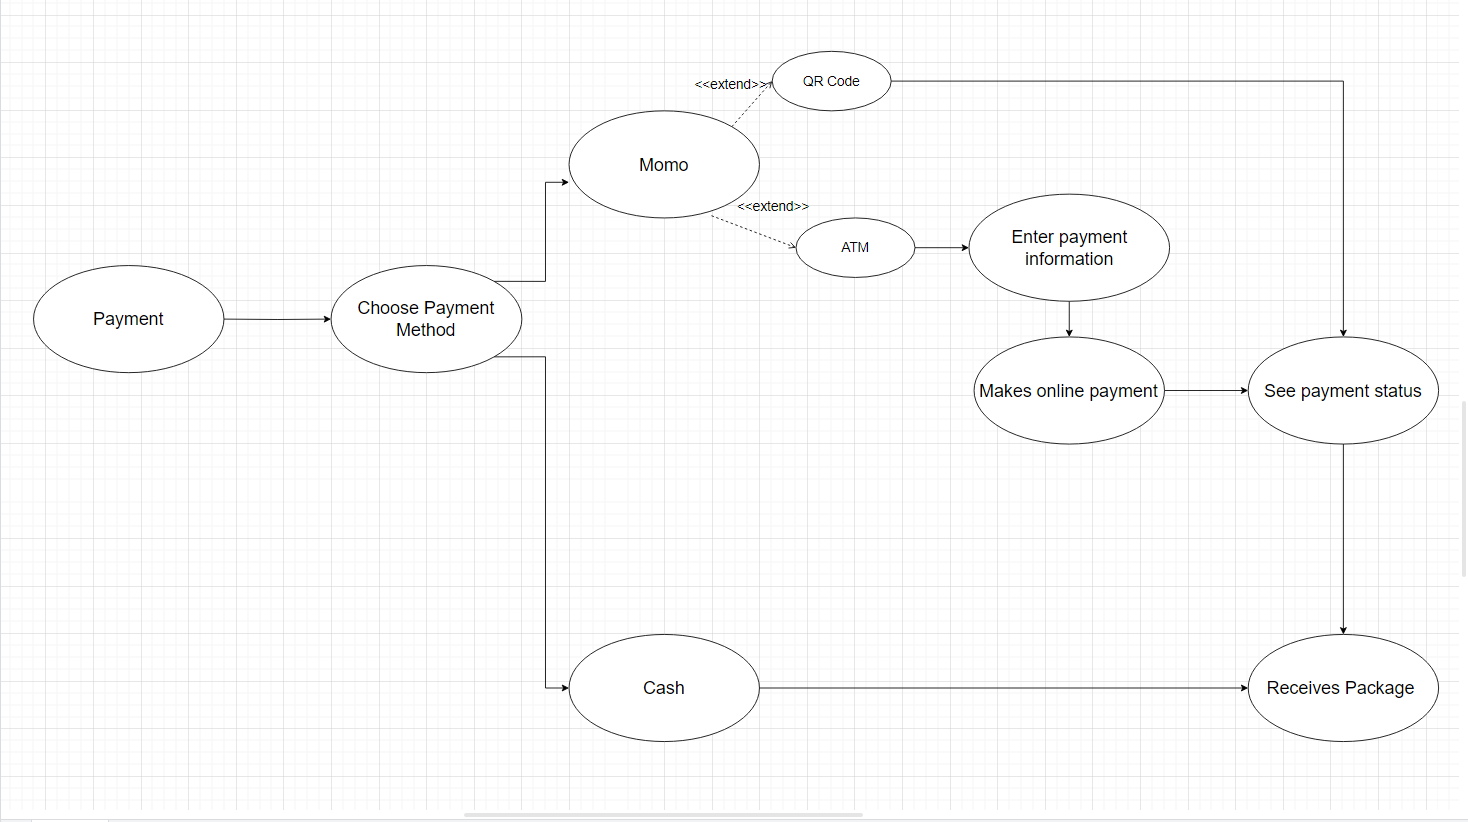 QR Code
<<extend>>
Momo
<<extend>>
ATM
Enter payment
information
Payment
Choose Payment
Method
Makes online payment
See payment status
Cash
Receives Package